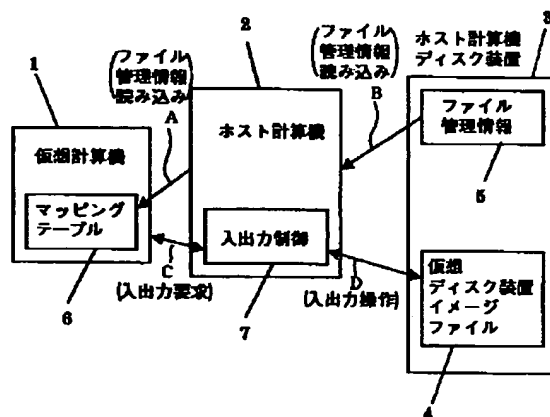 1
仮想計算機
マッピング
テーブル
6
(ファイル
管理情報
読み込み)
A
C
(入出力要求)
2
ホスト計算機
入出力制御
7
(ファイル
管理情報
読み込み)
B
D
(入出力操作)
3
ホスト計算機
ディスク装置
ファイル
管理情報
5
仮想
ディスク装置
イメージ
ファイル
4